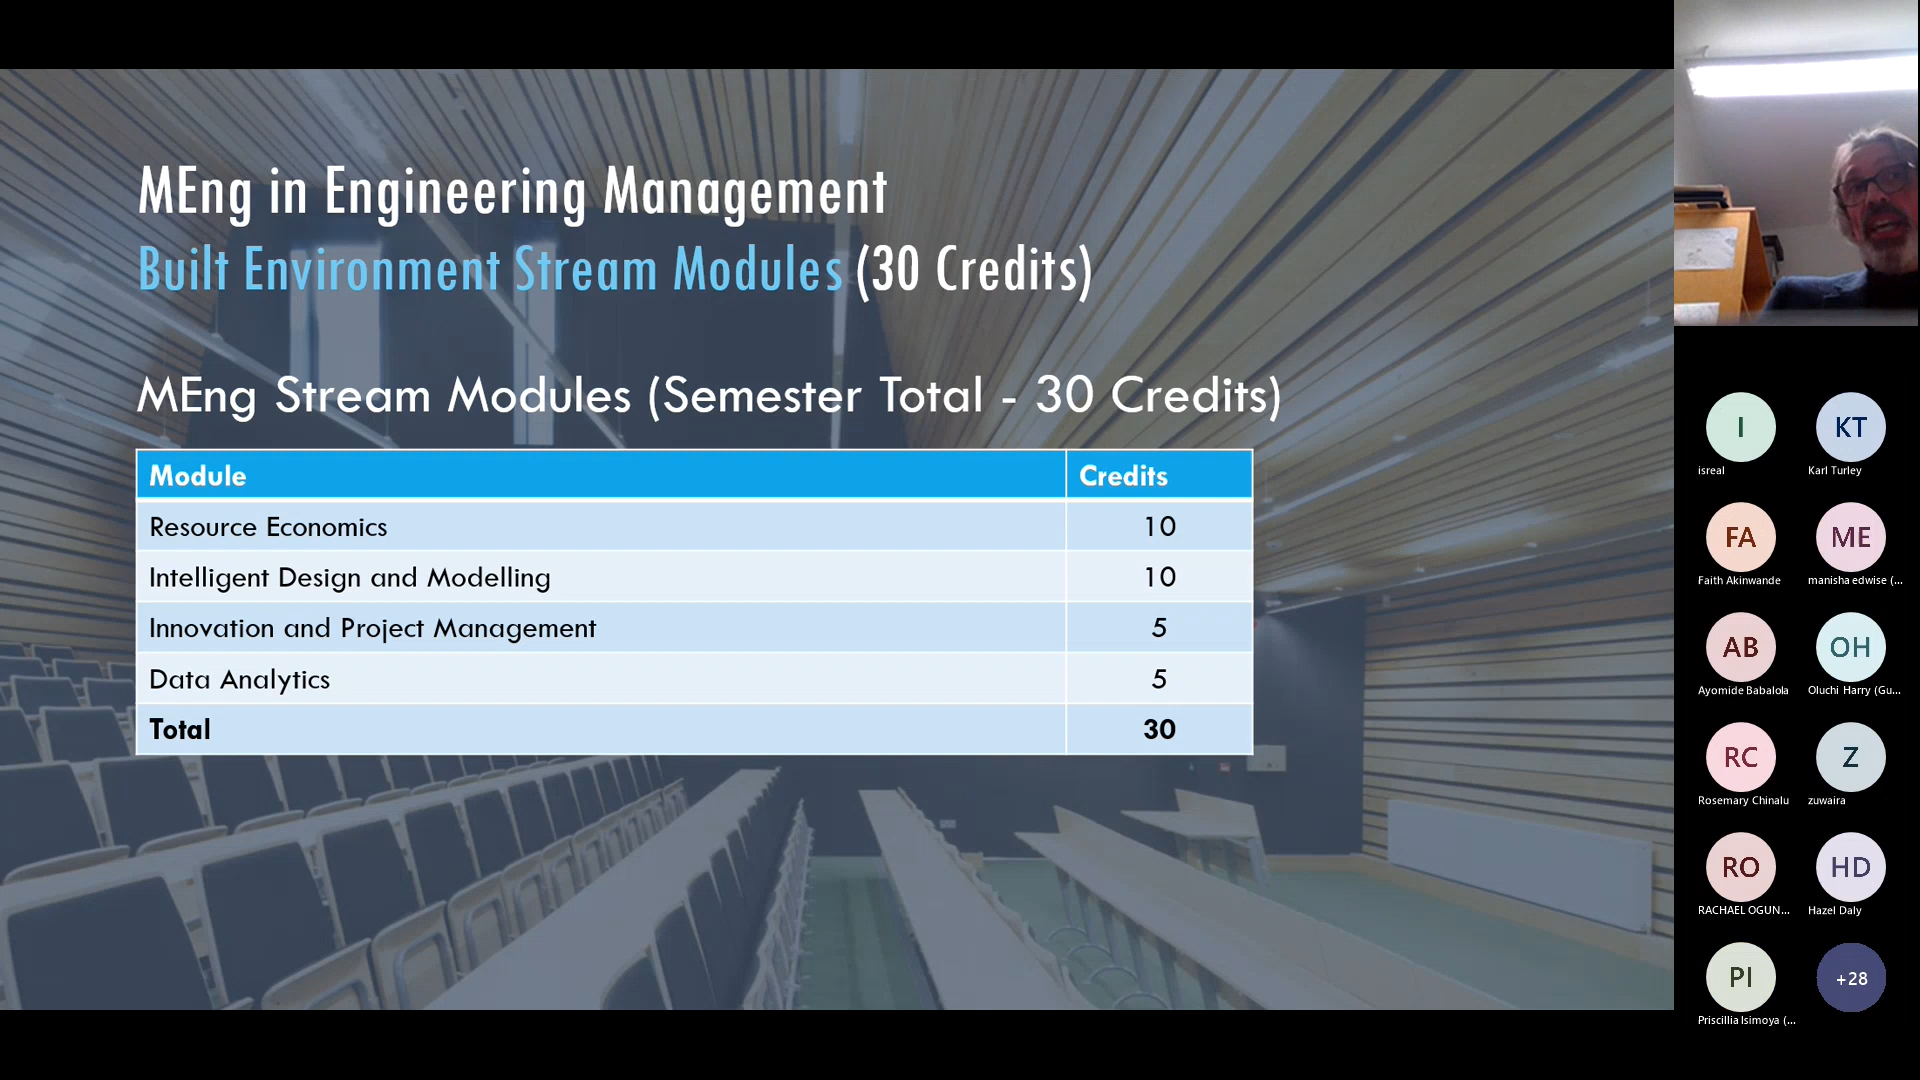 MEng in Engineering Management
Built Environment Stream Modules (30 Credits)
MEng Stream Modules (Semester Total - 30 Credits)
Module Credits
Resource Economics 10
Intelligent Design and Modelling 10
Innovation and Project Management 5
Data Analytics 5
Total 30
I KT
isreal Karl Turley
FA ME
Faith Akinwande manisha edwise (...
AB OH
Ayomide Babalola Oluchi Harry (Gu...
RC Z
Rosemary Chinalu zuwaira
RO HD
RACHAEL OGUN... Hazel Daly
PI +28
Priscillia Isimoya (...